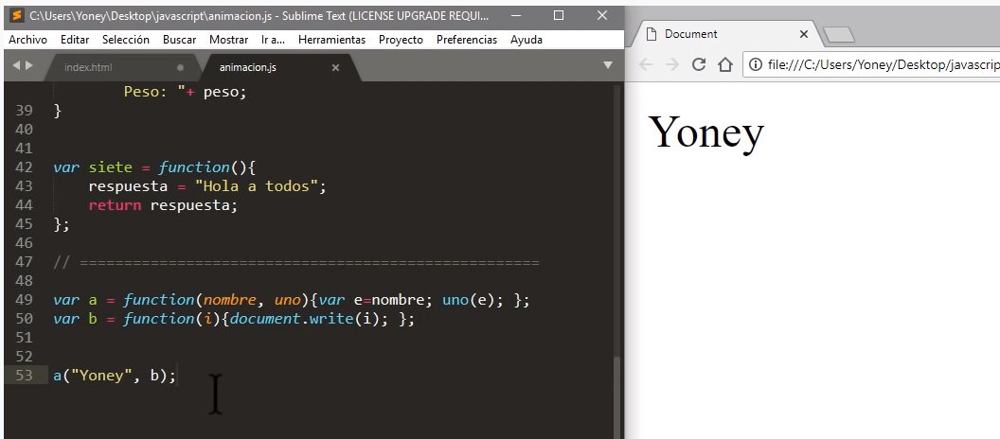 C:\Users\Yoney\Desktop\javascript\animacion.js - Sublime Text (LICENSE UPGRADE REQUI...
Archivo Editar Selección Buscar Mostrar Ir a... Herramientas Proyecto Preferencias Ayuda
index.html animacion.js
Peso: "+ peso;
39 }
40
41
42 var siete = function(){
43 respuesta = "Hola a todos";
44 return respuesta;
45 };
46
47 // ====================================================
48
49 var a = function(nombre, uno){var e=nombre; uno(e); };
50 var b = function(i){document.write(i); };
51
52
53 a("Yoney", b);
Document
file:///C:/Users/Yoney/Desktop/javascrip
Yoney